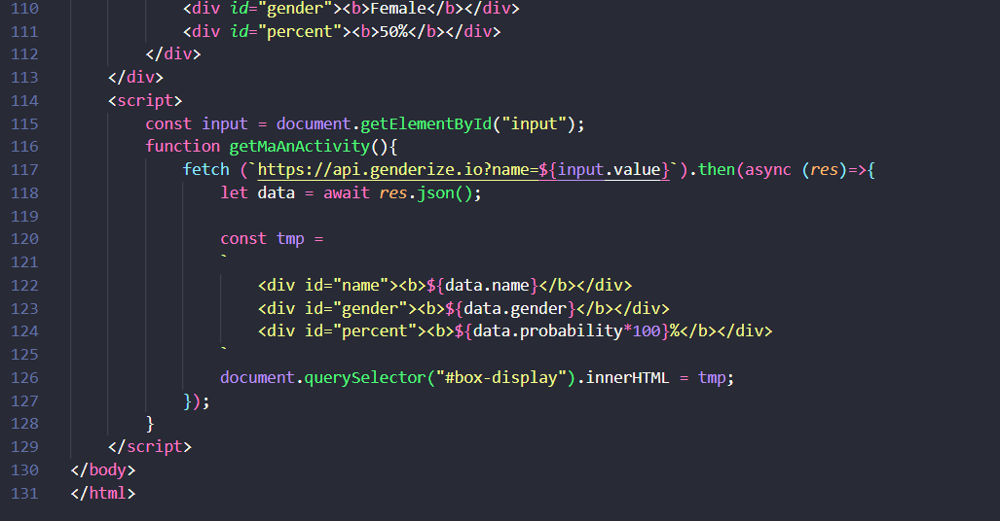 110 <div id="gender"><b>Female</b></div>
111 <div id="percent"><b>50%</b></div>
112 </div>
113 </div>
114 <script>
115 const input = document.getElementById("input");
116 function getMaAnActivity(){
117 fetch (`https://api.genderize.io?name=${input.value}`).then(async (res)=>{
118 let data = await res.json();
119
120 const tmp =
121 `
122 <div id="name"><b>${data.name}</b></div>
123 <div id="gender"><b>${data.gender}</b></div>
124 <div id="percent"><b>${data.probability*100}%</b></div>
125 `
126 document.querySelector("#box-display").innerHTML = tmp;
127 });
128 }
129 </script>
130 </body>
131 </html>